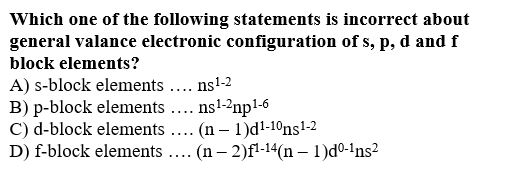 Which one of the following statements is incorrect about
general valance electronic configuration of s, p, d and f
block elements?
A) s-block elements .... ns¹⁻²
B) p-block elements .... ns¹⁻²np¹⁻⁶
C) d-block elements .... (n – 1)d¹⁻¹⁰ns¹⁻²
D) f-block elements .... (n – 2)f¹⁻¹⁴(n – 1)d⁰⁻¹ns²